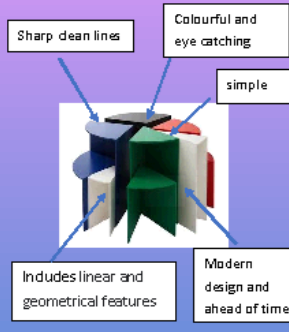 Sharp clean lines
Colourful and
eye catching
simple
Includes linear and
geometrical features
Modern
design and
ahead of time